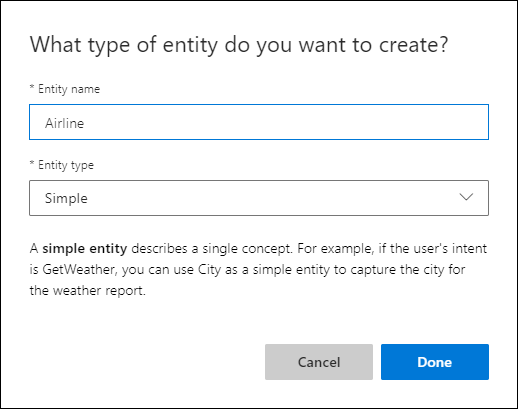 What type of entity do you want to create?
* Entity name
Airline
* Entity type
Simple
A simple entity describes a single concept. For example, if the user's intent
is GetWeather, you can use City as a simple entity to capture the city for
the weather report.
Cancel
Done